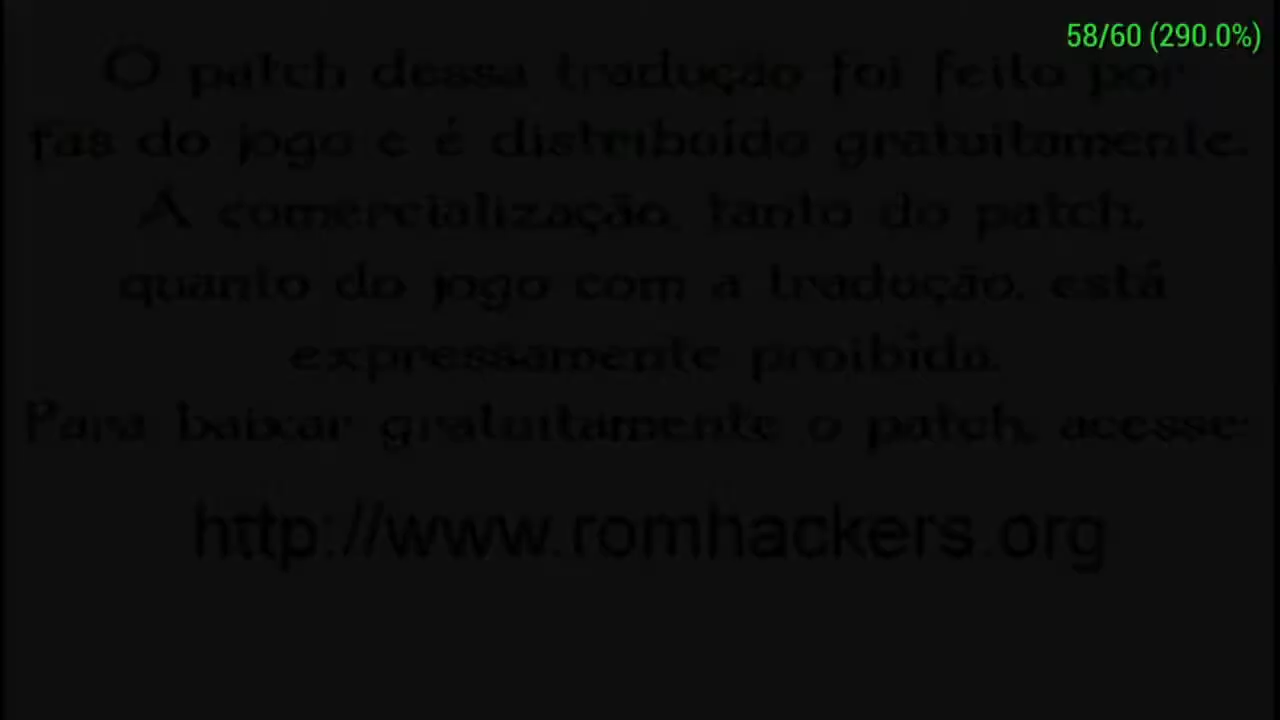 58/60 (290.0%)
O patch dessa tradução foi feito por
fãs do jogo e é distribuído gratuitamente.
A comercialização, tanto do patch,
quanto do jogo com a tradução, está
expressamente proibida.
Para baixar gratuitamente o patch, acesse:
http://www.romhackers.org